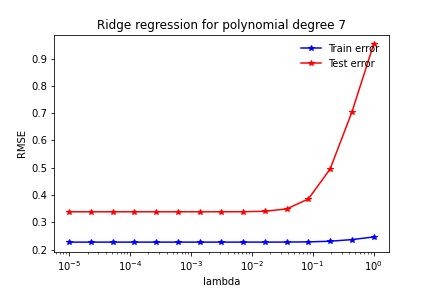 Ridge regression for polynomial degree 7
Train error
Test error
RMSE
0.9
0.8
0.7
0.6
0.5
0.4
0.3
0.2
10⁻⁵ 10⁻⁴ 10⁻³ 10⁻² 10⁻¹ 10⁰
lambda